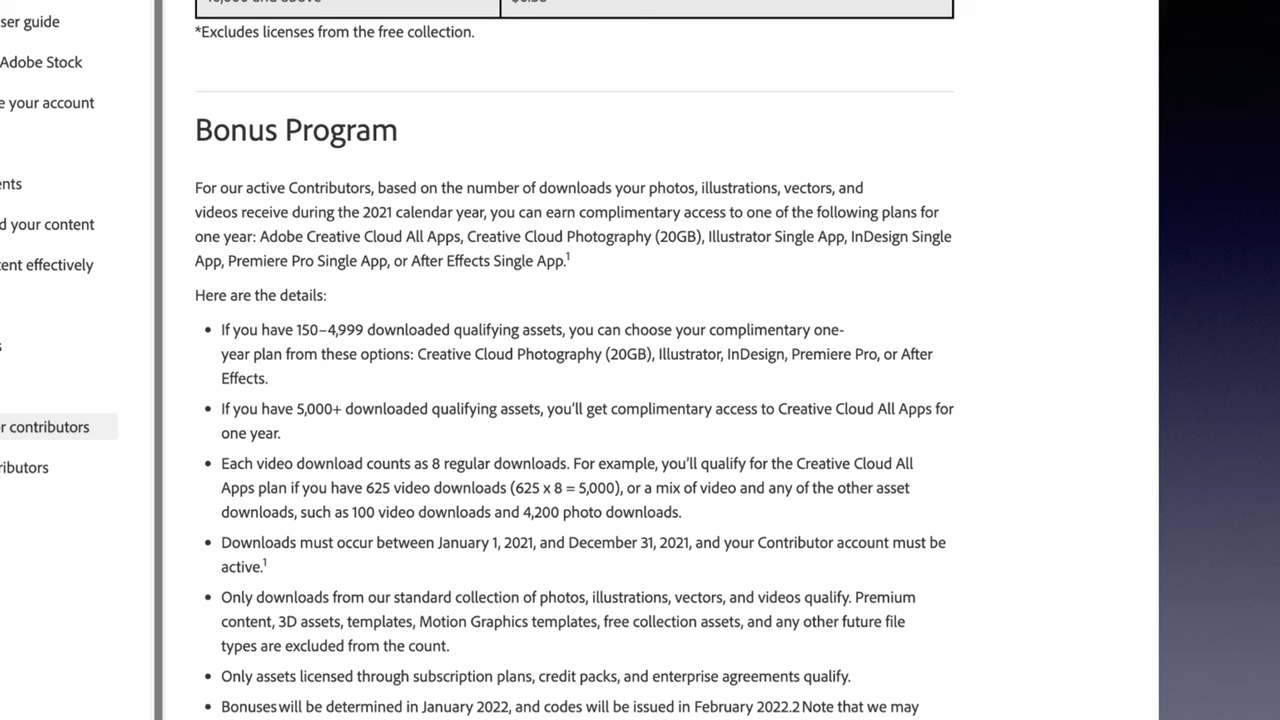 ser guide
Adobe Stock
e your account
ents
d your content
tent effectively
s
r contributors
ributors
*Excludes licenses from the free collection.
Bonus Program
For our active Contributors, based on the number of downloads your photos, illustrations, vectors, and
videos receive during the 2021 calendar year, you can earn complimentary access to one of the following plans for
one year: Adobe Creative Cloud All Apps, Creative Cloud Photography (20GB), Illustrator Single App, InDesign Single
App, Premiere Pro Single App, or After Effects Single App.1
Here are the details:
• If you have 150–4,999 downloaded qualifying assets, you can choose your complimentary one-
year plan from these options: Creative Cloud Photography (20GB), Illustrator, InDesign, Premiere Pro, or After
Effects.
• If you have 5,000+ downloaded qualifying assets, you’ll get complimentary access to Creative Cloud All Apps for
one year.
• Each video download counts as 8 regular downloads. For example, you’ll qualify for the Creative Cloud All
Apps plan if you have 625 video downloads (625 x 8 = 5,000), or a mix of video and any of the other asset
downloads, such as 100 video downloads and 4,200 photo downloads.
• Downloads must occur between January 1, 2021, and December 31, 2021, and your Contributor account must be
active.1
• Only downloads from our standard collection of photos, illustrations, vectors, and videos qualify. Premium
content, 3D assets, templates, Motion Graphics templates, free collection assets, and any other future file
types are excluded from the count.
• Only assets licensed through subscription plans, credit packs, and enterprise agreements qualify.
• Bonuses will be determined in January 2022, and codes will be issued in February 2022.2 Note that we may